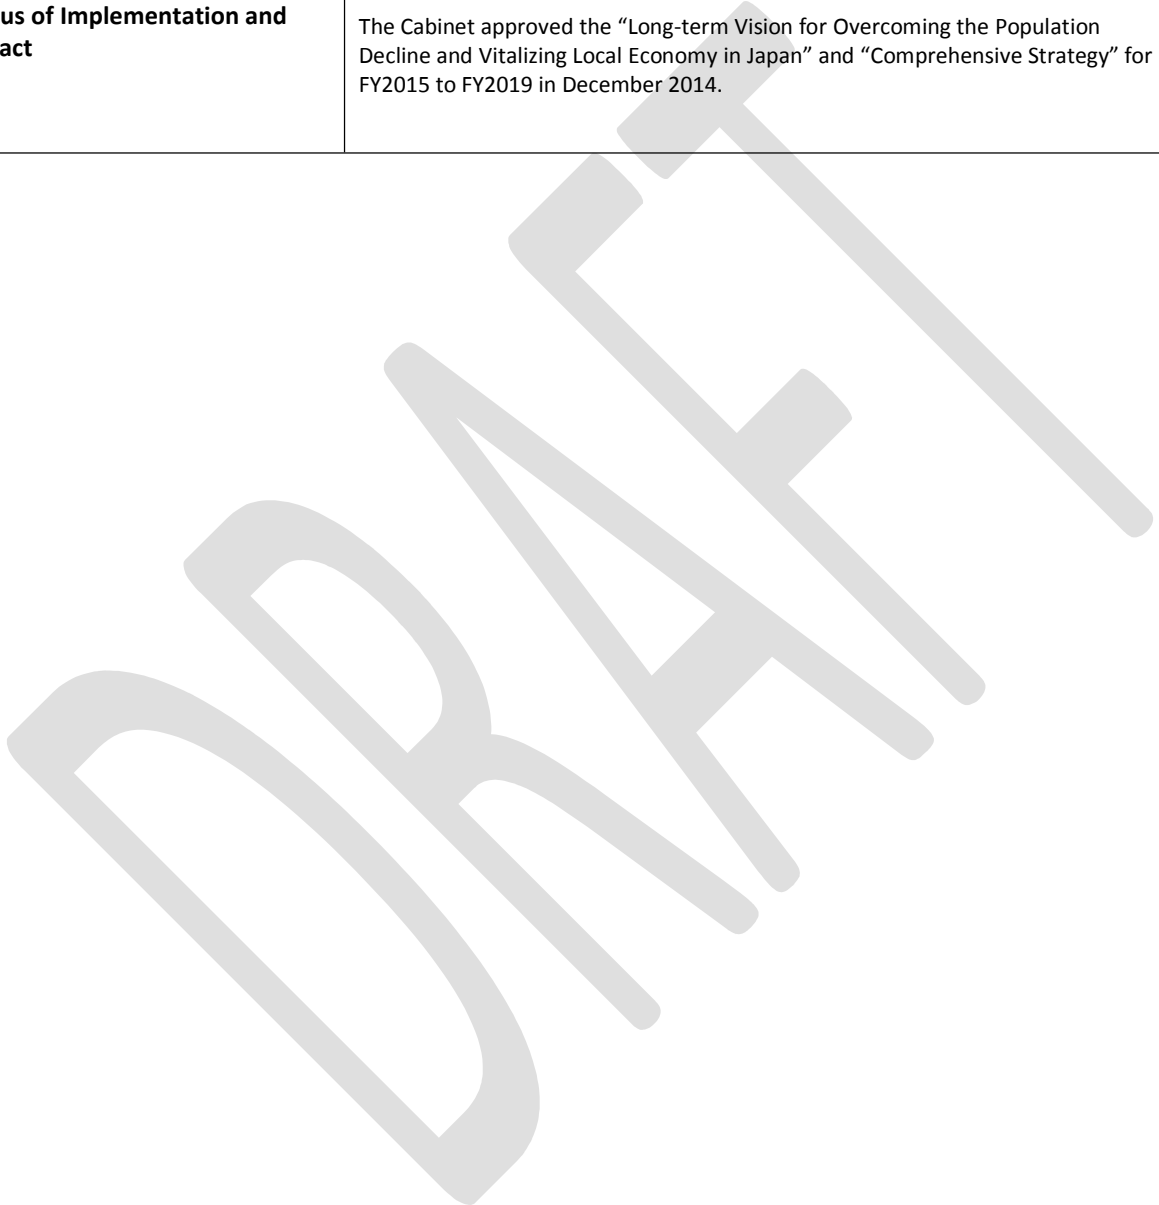 us of Implementation and
act
The Cabinet approved the “Long-term Vision for Overcoming the Population
Decline and Vitalizing Local Economy in Japan” and “Comprehensive Strategy” for
FY2015 to FY2019 in December 2014.
DRAFT